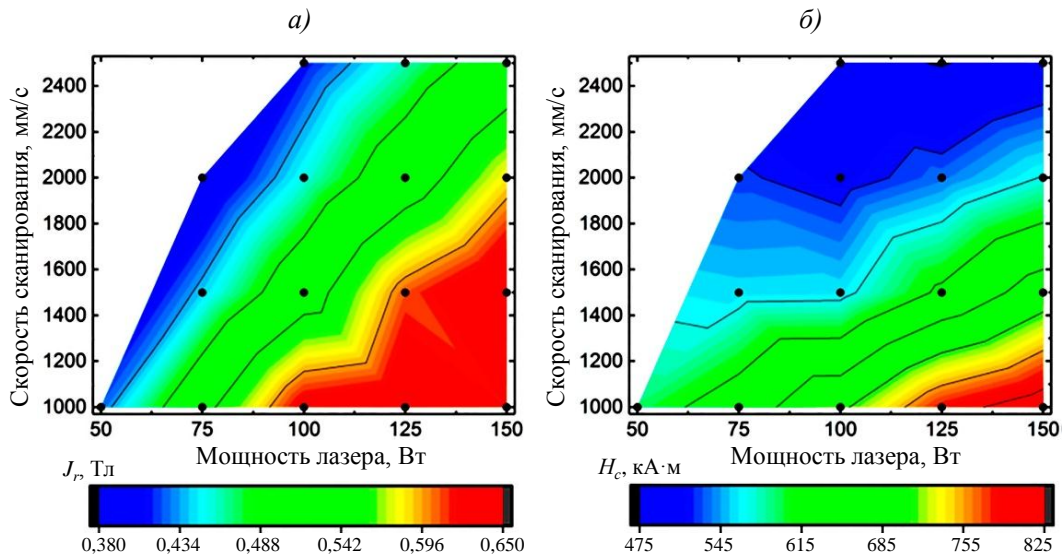 а)
Скорость сканирования, мм/с
2400
2200
2000
1800
1600
1400
1200
1000
50 75 100 125 150
Мощность лазера, Вт
Jr, Тл
0,380 0,434 0,488 0,542 0,596 0,650
б)
Скорость сканирования, мм/с
2400
2200
2000
1800
1600
1400
1200
1000
50 75 100 125 150
Мощность лазера, Вт
Hc, кА·м
475 545 615 685 755 825